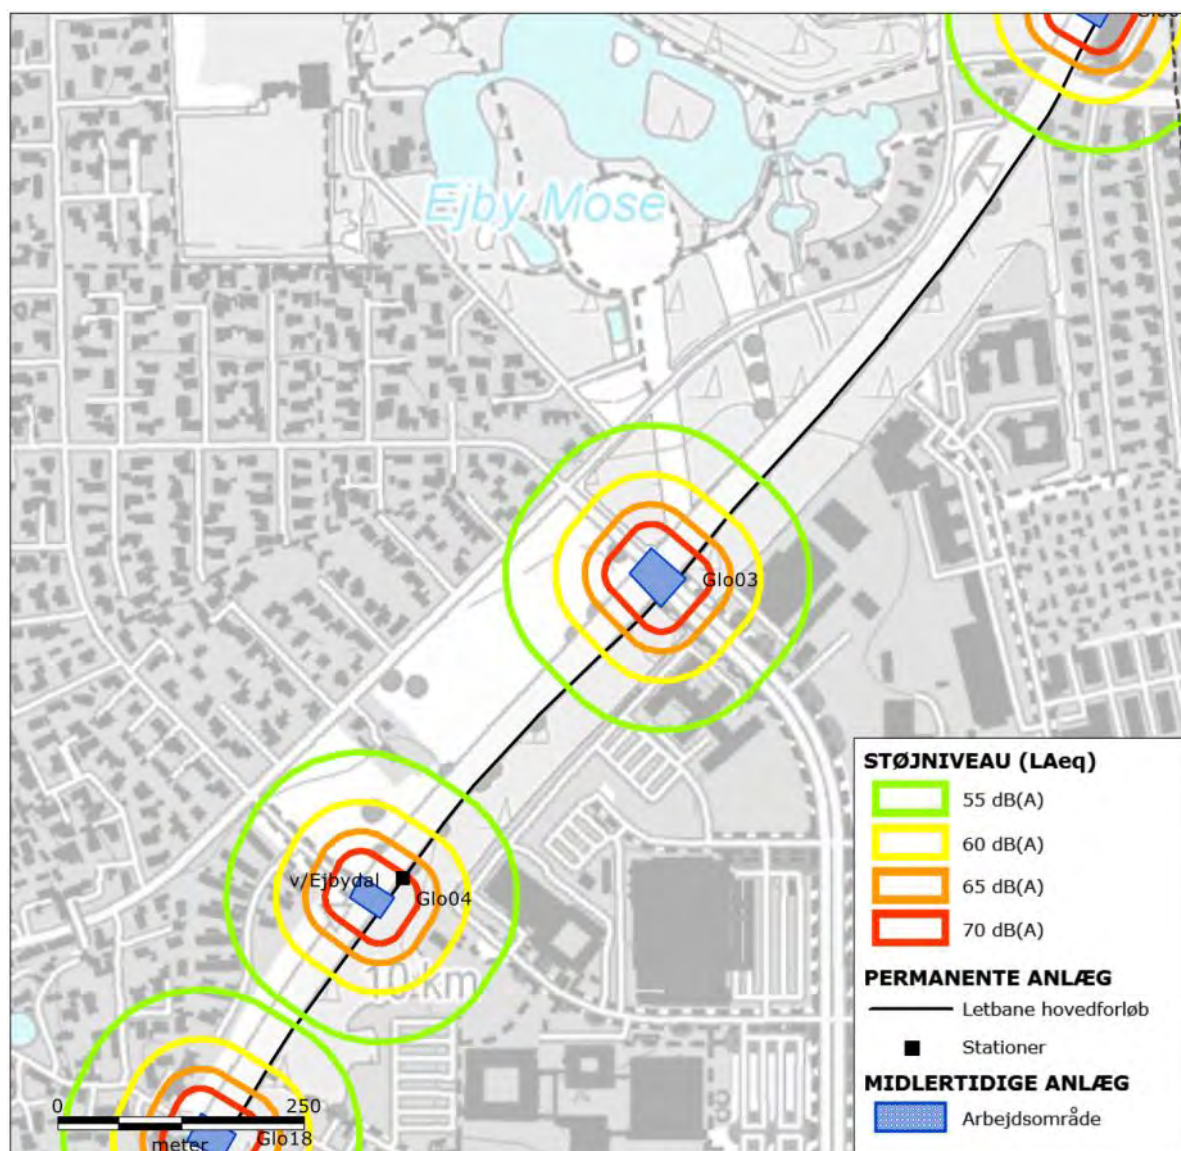 Ejby Mose
Glo03
v/Ejbydal
Glo04
10.km
0
250
meter
Glo18
STØJNIVEAU (LAeq)
55 dB(A)
60 dB(A)
65 dB(A)
70 dB(A)
PERMANENTE ANLÆG
Letbane hovedforløb
Stationer
MIDLERTIDIGE ANLÆG
Arbejdsområde